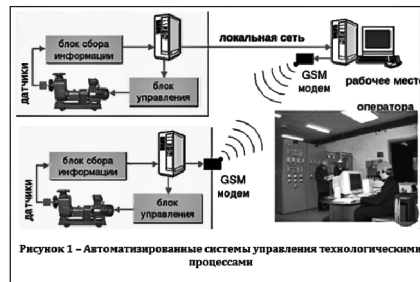 блок сбора
информации
датчики
блок
управления
локальная сеть
GSM
модем
рабочее место
оператора
блок сбора
информации
датчики
блок
управления
GSM
модем
Рисунок 1 – Автоматизированные системы управления технологическими
процессами